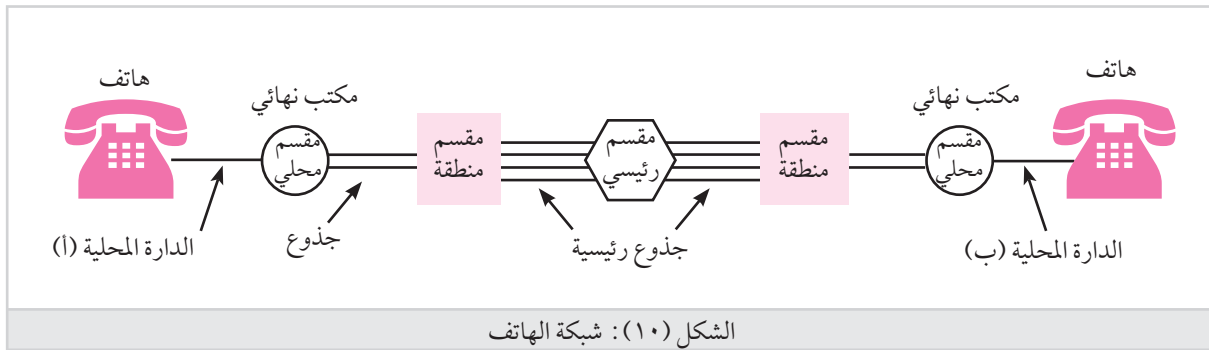 هاتف
مكتب نهائي
مقسم
محلي
مقسم
منطقة
مقسم
رئيسي
مقسم
منطقة
مكتب نهائي
مقسم
محلي
هاتف
الدارة المحلية (ب)
جذوع رئيسية
جذوع
الدارة المحلية (أ)
الشكل (١٠): شبكة الهاتف